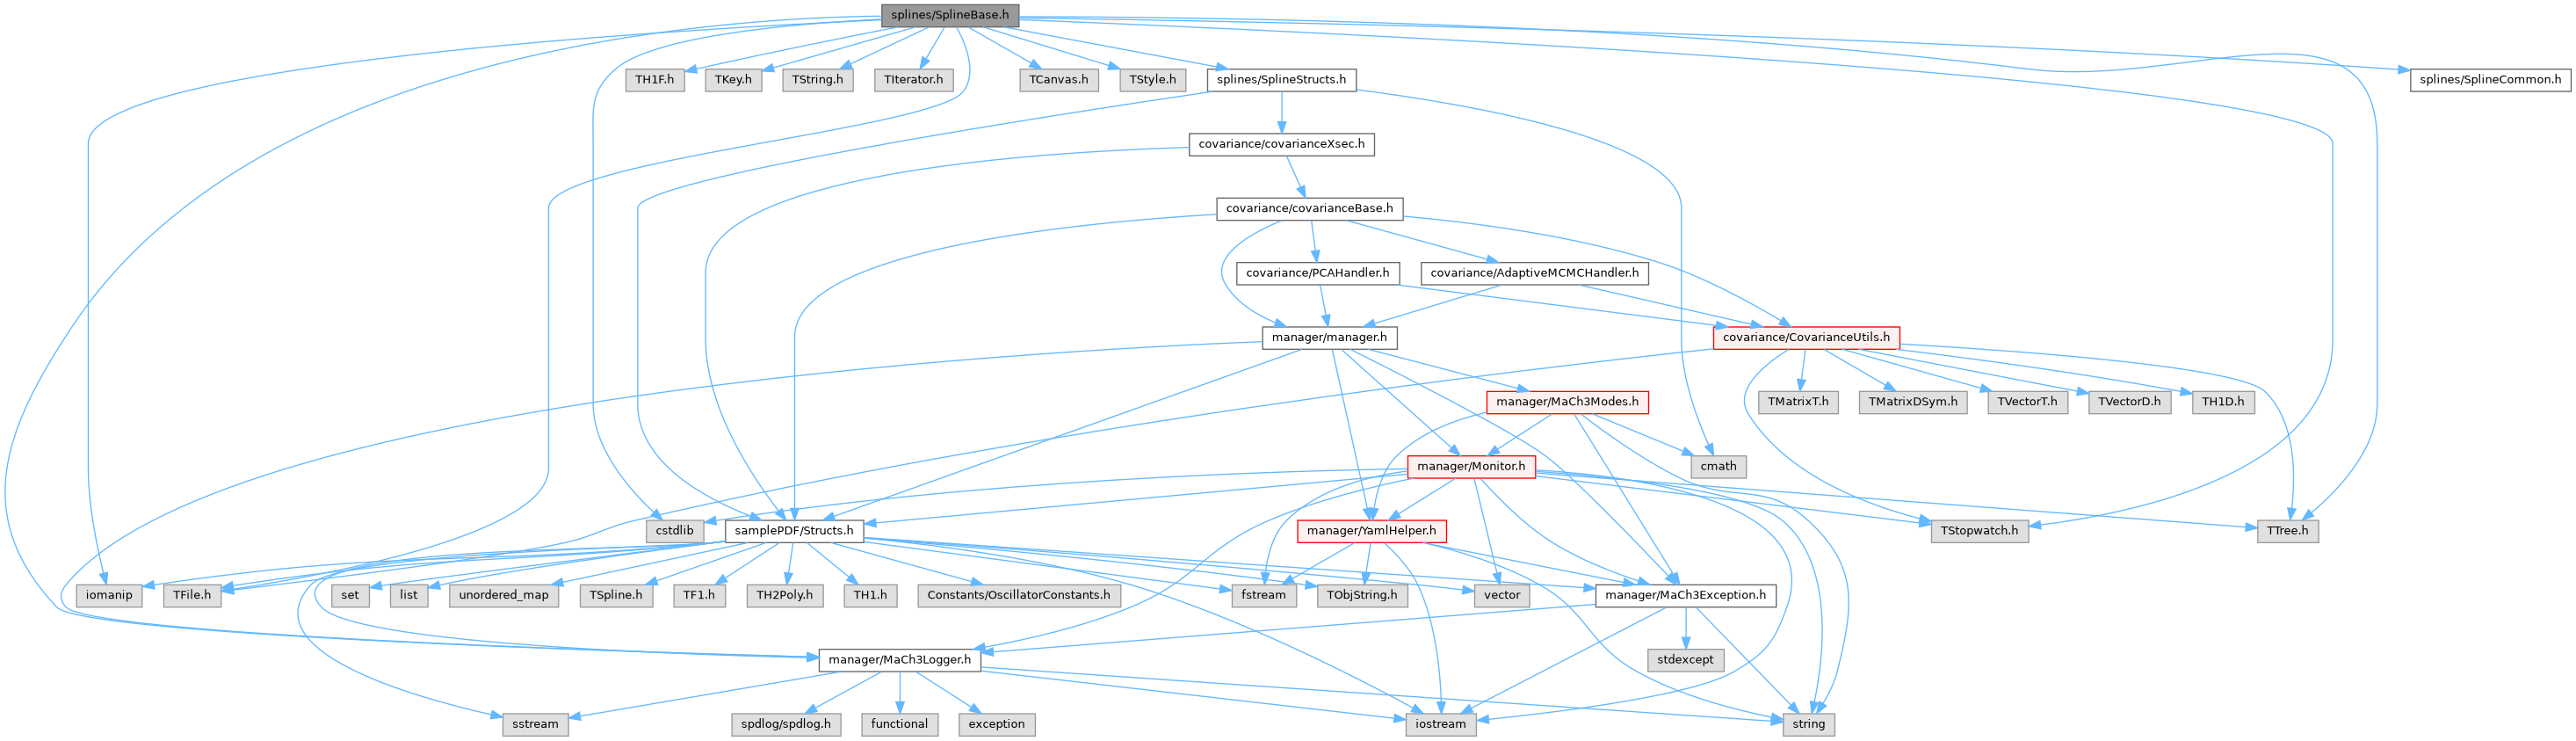 splines/SplineBase.h
TH1F.h
TKey.h
TString.h
TIterator.h
TCanvas.h
TStyle.h
splines/SplineStructs.h
splines/SplineCommon.h
covariance/covarianceXsec.h
covariance/covarianceBase.h
covariance/PCAHandler.h
covariance/AdaptiveMCMCHandler.h
manager/manager.h
covariance/CovarianceUtils.h
manager/MaCh3Modes.h
TMatrixT.h
TMatrixDSym.h
TVectorT.h
TVectorD.h
TH1D.h
manager/Monitor.h
cmath
cstdlib
samplePDF/Structs.h
manager/YamlHelper.h
TStopwatch.h
TTree.h
iomanip
TFile.h
set
list
unordered_map
TSpline.h
TF1.h
TH2Poly.h
TH1.h
Constants/OscillatorConstants.h
fstream
TObjString.h
vector
manager/MaCh3Exception.h
manager/MaCh3Logger.h
stdexcept
sstream
spdlog/spdlog.h
functional
exception
iostream
string